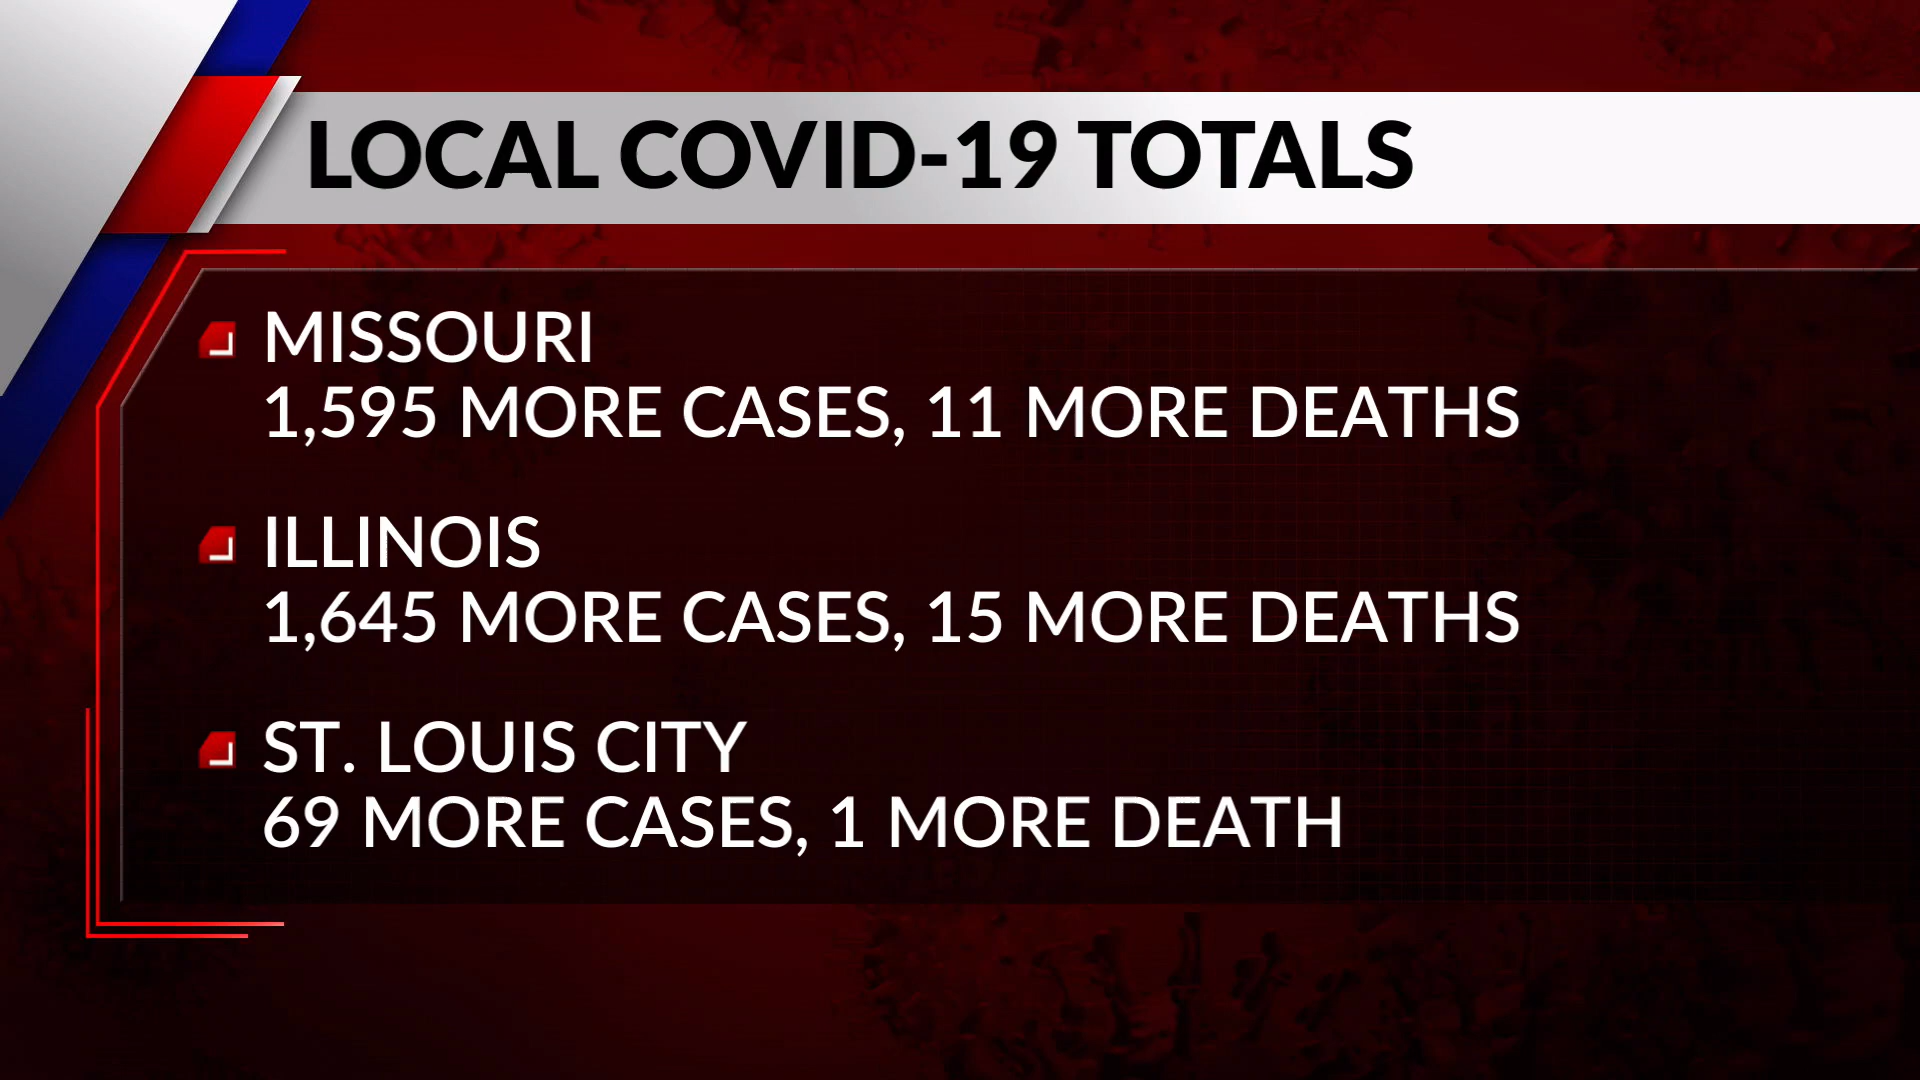 LOCAL COVID-19 TOTALS
MISSOURI
1,595 MORE CASES, 11 MORE DEATHS
ILLINOIS
1,645 MORE CASES, 15 MORE DEATHS
ST. LOUIS CITY
69 MORE CASES, 1 MORE DEATH